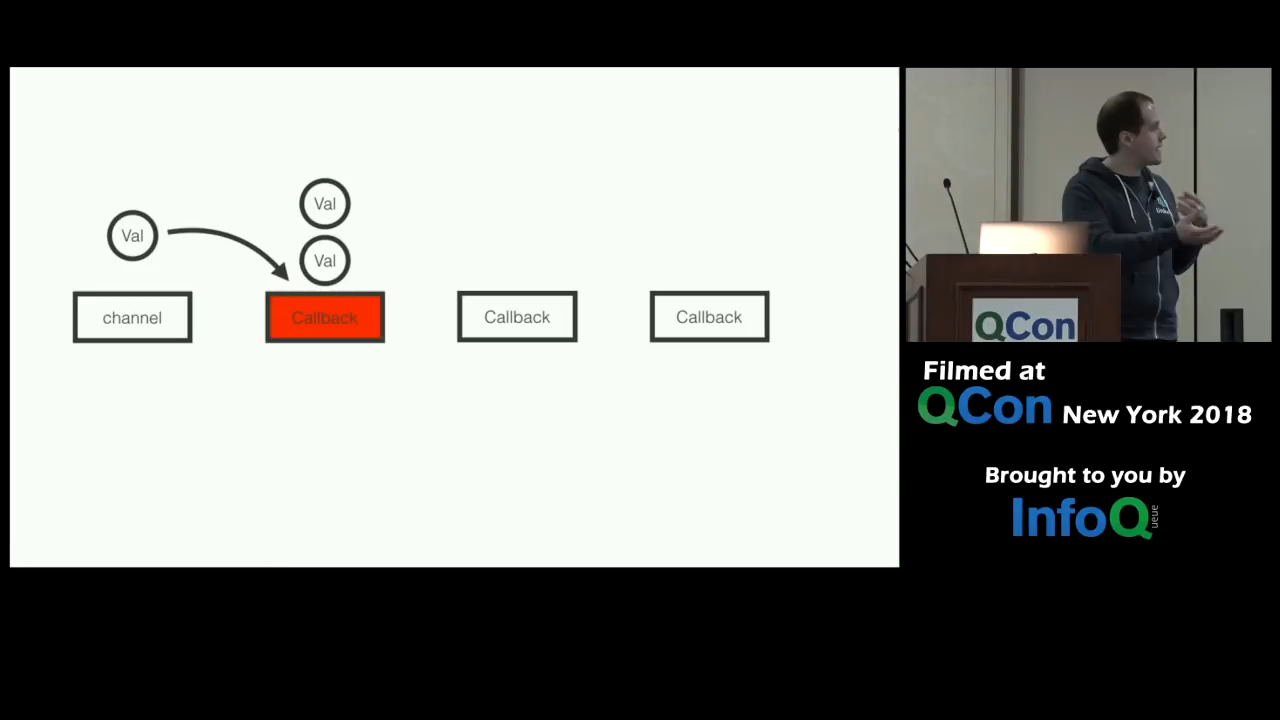 Val
Val
Val
channel
Callback
Callback
Callback
QCon
Filmed at
QCon New York 2018
Brought to you by
InfoQ
ueue